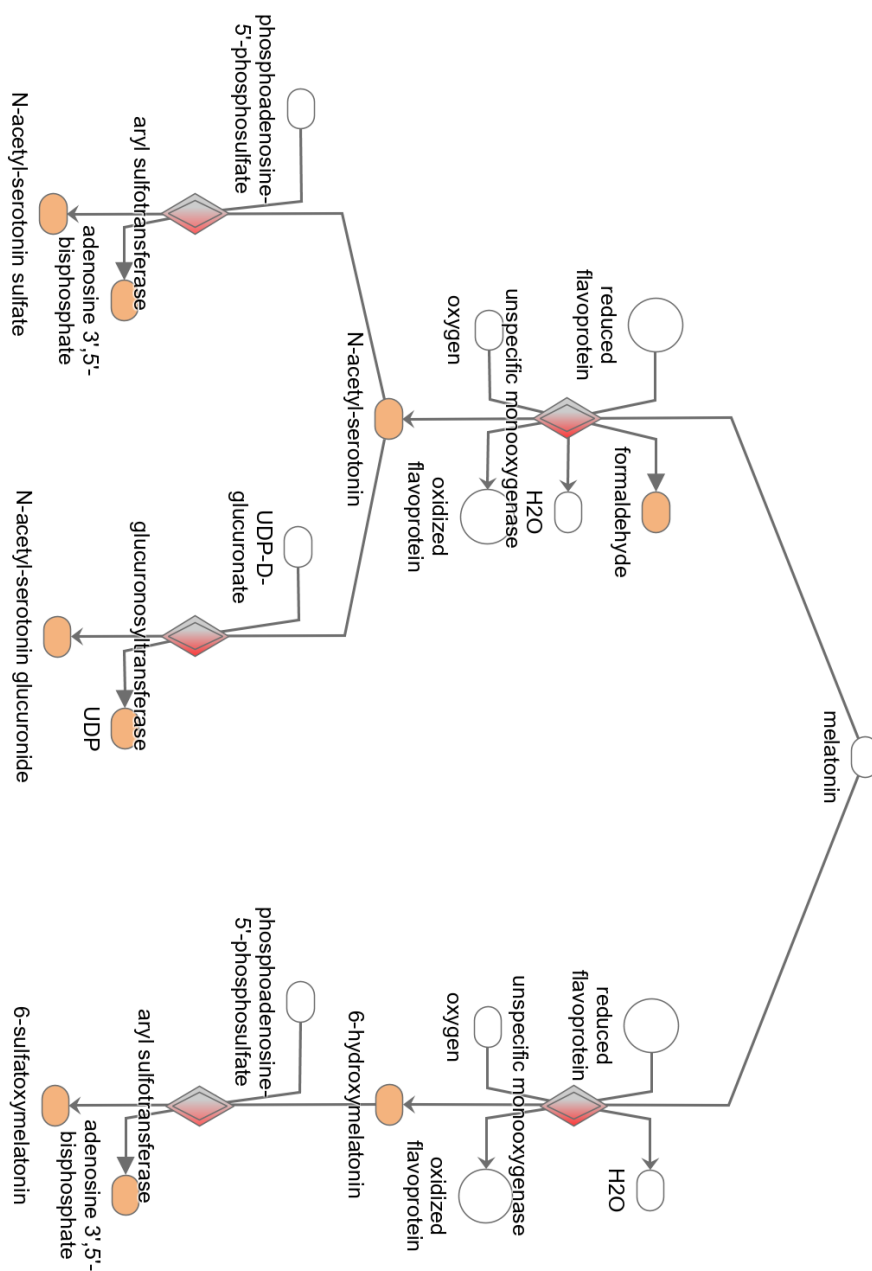 melatonin
reduced
flavoprotein
formaldehyde
unspecific monooxygenase
oxygen
H2O
oxidized
flavoprotein
N-acetyl-serotonin
phosphoadenosine-
5'-phosphosulfate
aryl sulfotransferase
adenosine 3',5'-
bisphosphate
N-acetyl-serotonin sulfate
UDP-D-
glucuronate
glucuronosyltransferase
UDP
N-acetyl-serotonin glucuronide
reduced
flavoprotein
H2O
unspecific monooxygenase
oxygen
oxidized
flavoprotein
6-hydroxymelatonin
phosphoadenosine-
5'-phosphosulfate
aryl sulfotransferase
adenosine 3',5'-
bisphosphate
6-sulfatoxymelatonin